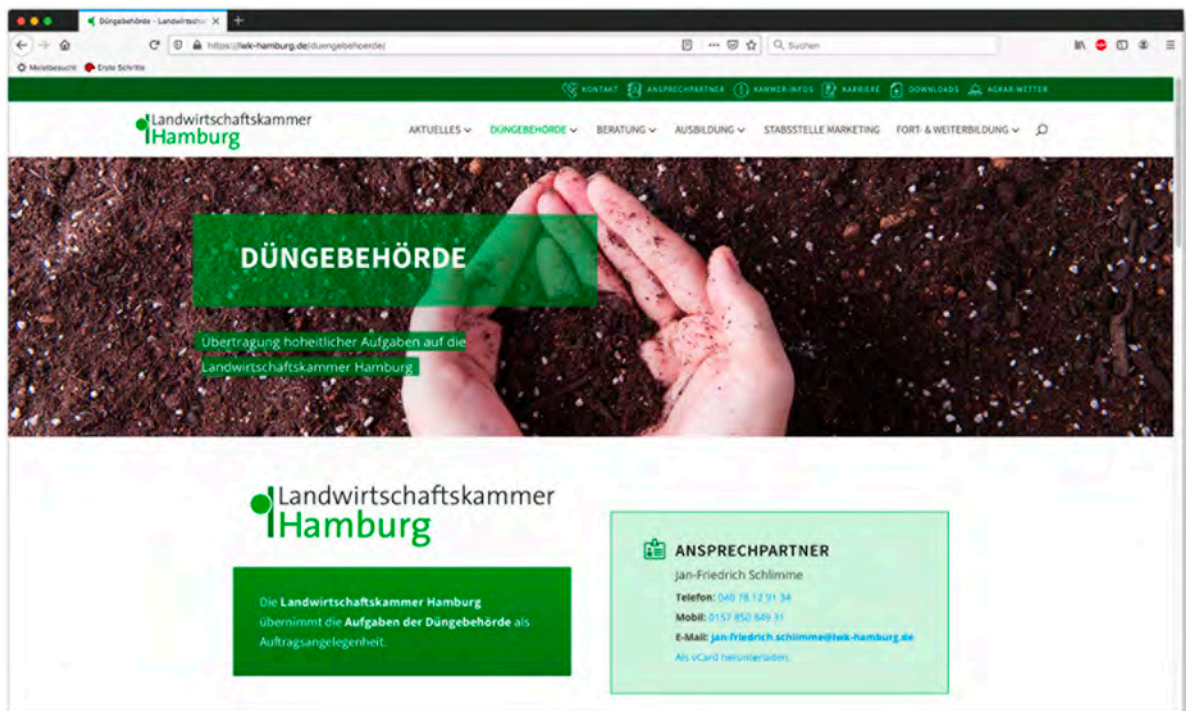 Düngebehörde - Landwirtschaf
https://lwk-hamburg.de/duengebehoerde/
Suchen
Meistbesucht Erste Schritte
KONTAKT ANSPRECHPARTNER KAMMER-INFOS KARRIERE DOWNLOADS AGRAR-WETTER
Landwirtschaftskammer
Hamburg
AKTUELLES DÜNGEBEHÖRDE BERATUNG AUSBILDUNG STABSSTELLE MARKETING FORT- & WEITERBILDUNG
DÜNGEBEHÖRDE
Übertragung hoheitlicher Aufgaben auf die
Landwirtschaftskammer Hamburg
Landwirtschaftskammer
Hamburg
Die Landwirtschaftskammer Hamburg
übernimmt die Aufgaben der Düngebehörde als
Auftragsangelegenheit.
ANSPRECHPARTNER
Jan-Friedrich Schlimme
Telefon: 040 78 12 91 34
Mobil: 0157 850 849 31
E-Mail: jan-friedrich.schlimme@lwk-hamburg.de
Als vCard herunterladen.